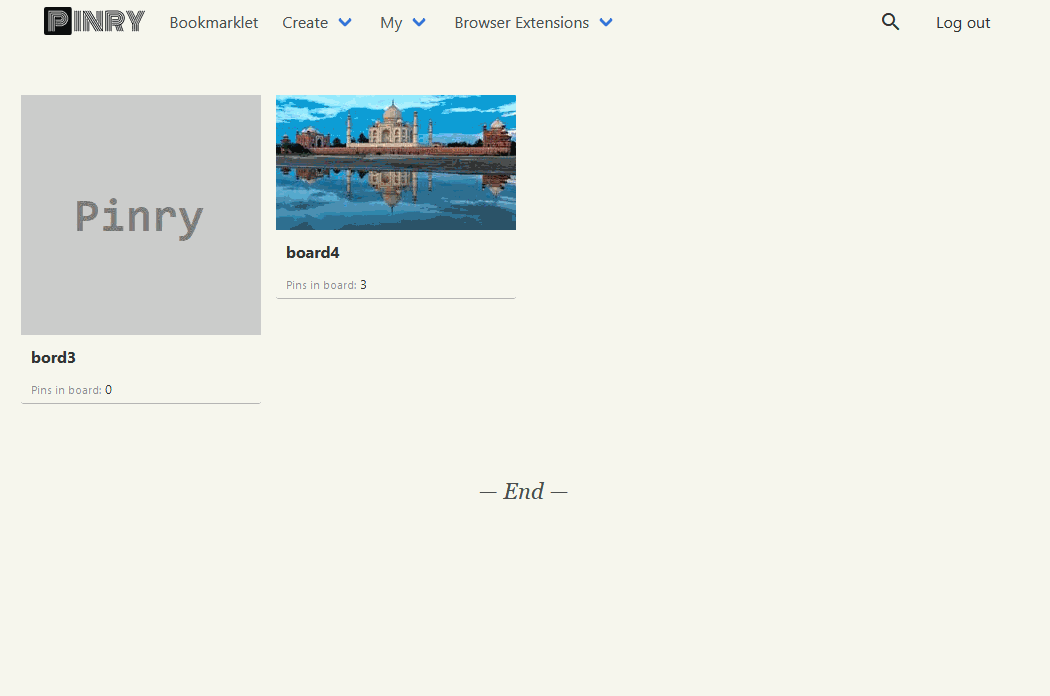 PINRY
Bookmarklet
Create
My
Browser Extensions
Log out
Pinry
bord3
Pins in board: 0
board4
Pins in board: 3
— End —